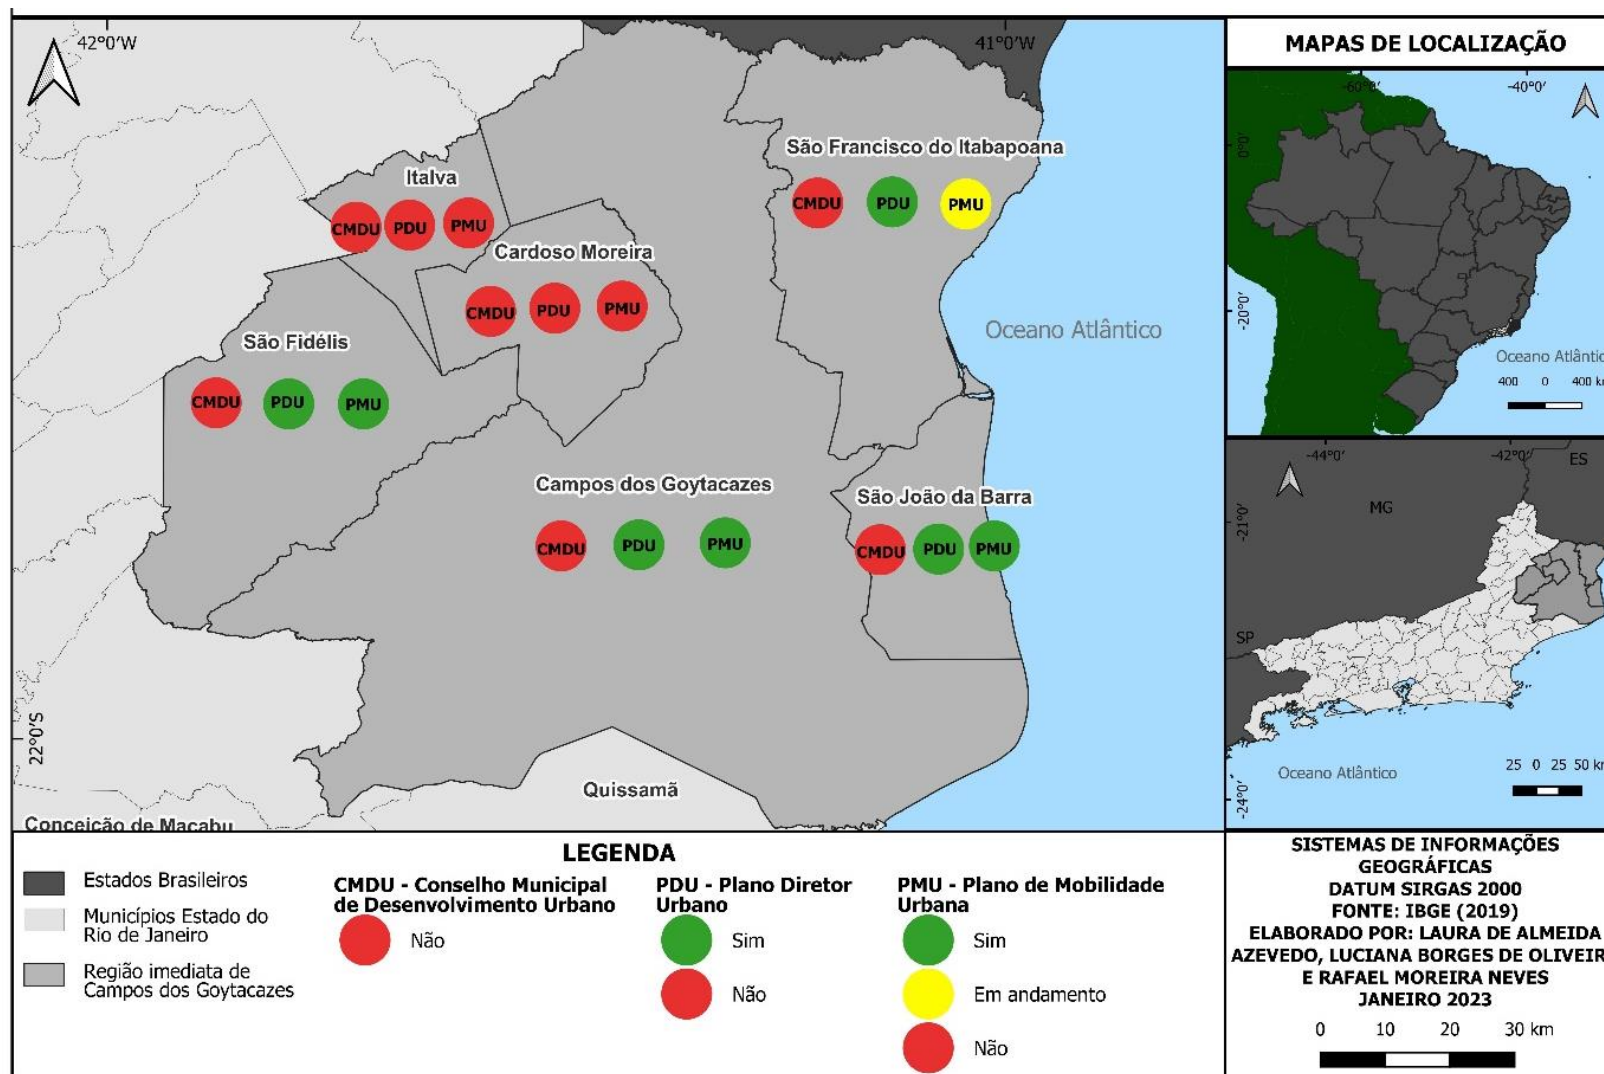 42°0'W
41°0'W
São Francisco do Itabapoana
CMDU
PDU
PMU
Italva
CMDU
PDU
PMU
Cardoso Moreira
CMDU
PDU
PMU
Oceano Atlântico
São Fidélis
CMDU
PDU
PMU
Campos dos Goytacazes
CMDU
PDU
PMU
São João da Barra
CMDU
PDU
PMU
22°0'S
Quissamã
Conceição de Macabu
MAPAS DE LOCALIZAÇÃO
-60°0'
-40°0'
0°0'
-20°0'
Oceano Atlântic
400 0 400 k
-44°0'
-42°0'
ES
MG
-21°0'
SP
Oceano Atlântico
25 0 25 50 k
-24°0'
LEGENDA
Estados Brasileiros
Municípios Estado do
Rio de Janeiro
Região imediata de
Campos dos Goytacazes
CMDU - Conselho Municipal
de Desenvolvimento Urbano
Não
PDU - Plano Diretor
Urbano
Sim
Não
PMU - Plano de Mobilidade
Urbana
Sim
Em andamento
Não
SISTEMAS DE INFORMAÇÕES
GEOGRÁFICAS
DATUM SIRGAS 2000
FONTE: IBGE (2019)
ELABORADO POR: LAURA DE ALMEIDA
AZEVEDO, LUCIANA BORGES DE OLIVEIR
E RAFAEL MOREIRA NEVES
JANEIRO 2023
0 10 20 30 km